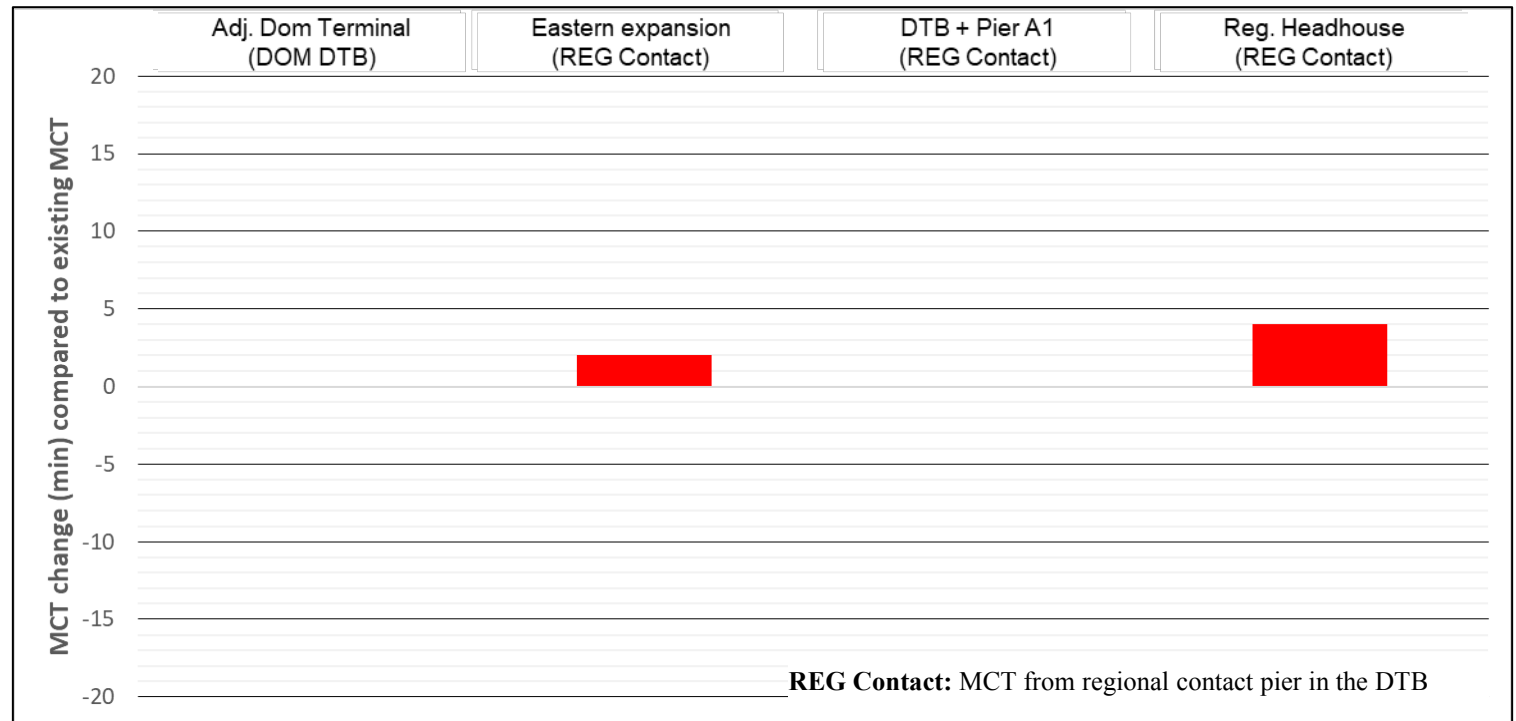 Adj. Dom Terminal
(DOM DTB)
Eastern expansion
(REG Contact)
DTB + Pier A1
(REG Contact)
Reg. Headhouse
(REG Contact)
MCT change (min) compared to existing MCT
20
15
10
5
0
-5
-10
-15
-20
REG Contact: MCT from regional contact pier in the DTB